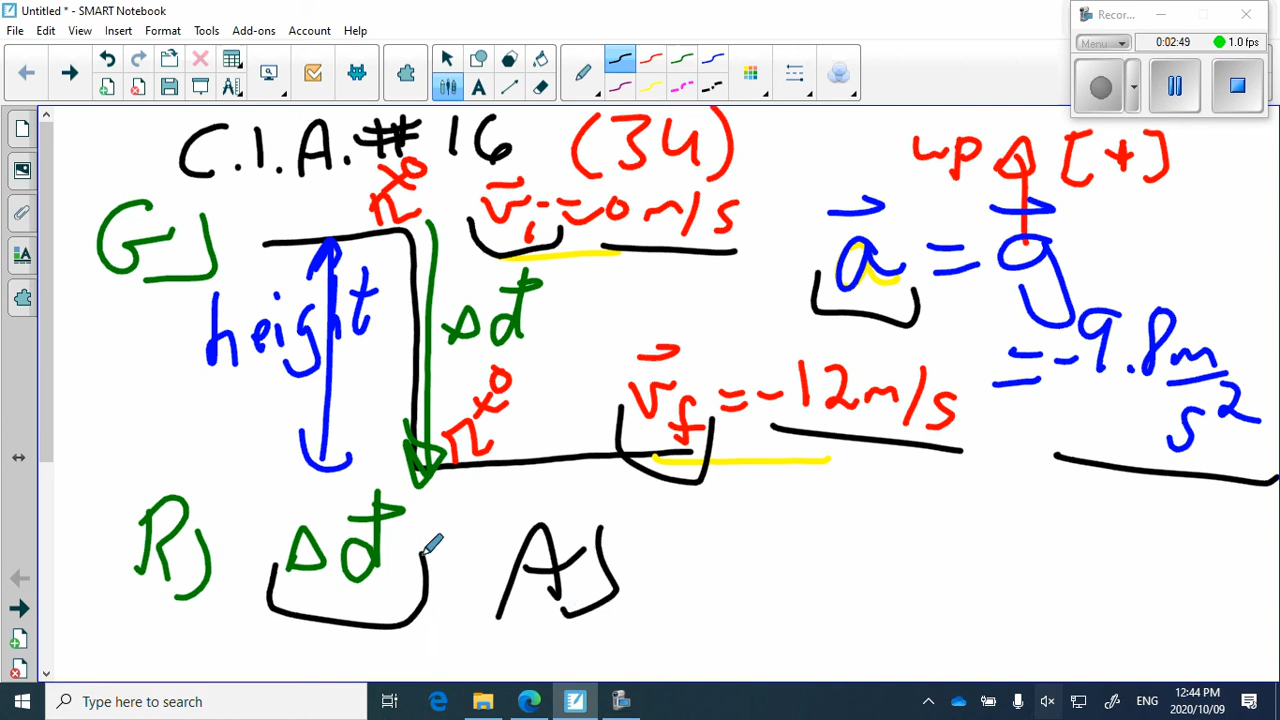 Untitled * - SMART Notebook
File Edit View Insert Format Tools Add-ons Account Help
Recor...
Menu
0:02:49
1.0 fps
C.I.A. # 16 (34)
up [+]
G]
v⃗i = 0 m/s
a⃗ = g⃗
height
Δd⃗
= -9.8 m/s²
v⃗f = -12 m/s
R] Δd⃗ A]
Type here to search
ENG
12:44 PM
2020/10/09